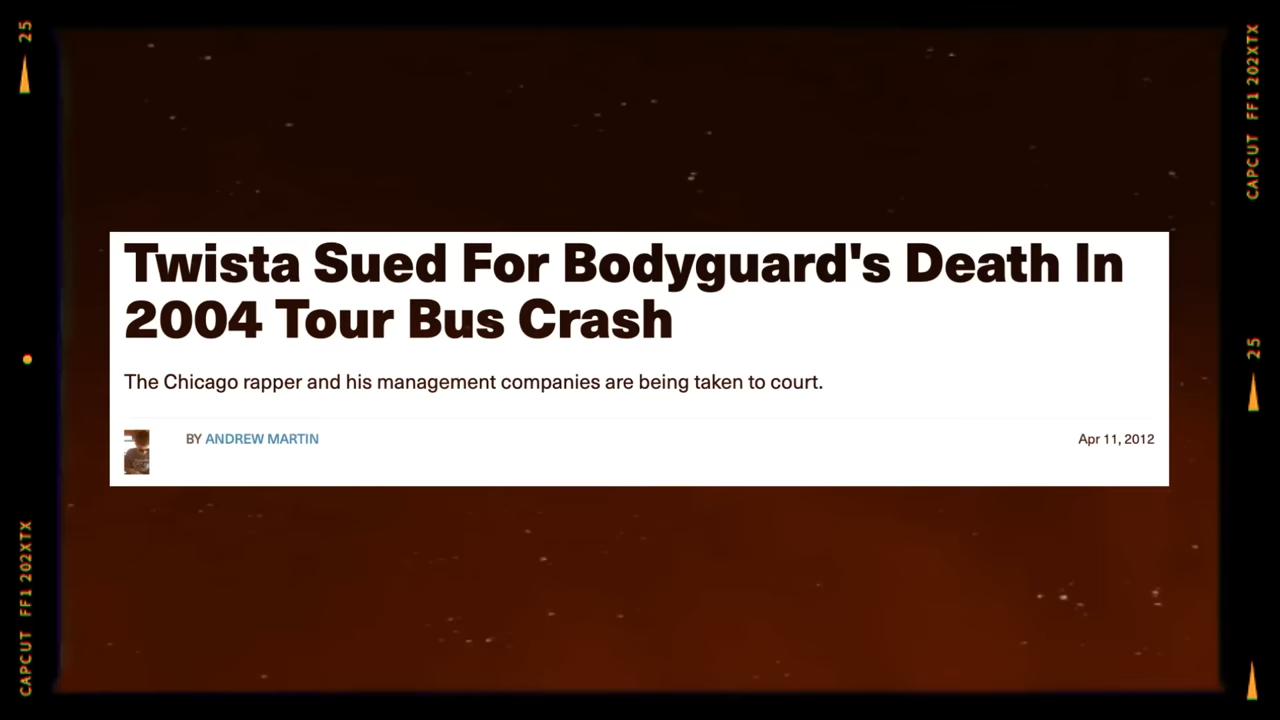 Twista Sued For Bodyguard's Death In
2004 Tour Bus Crash
The Chicago rapper and his management companies are being taken to court.
BY ANDREW MARTIN
Apr 11, 2012
25
CAPCUT FF1 202XTX
CAPCUT FF1 202XTX
25